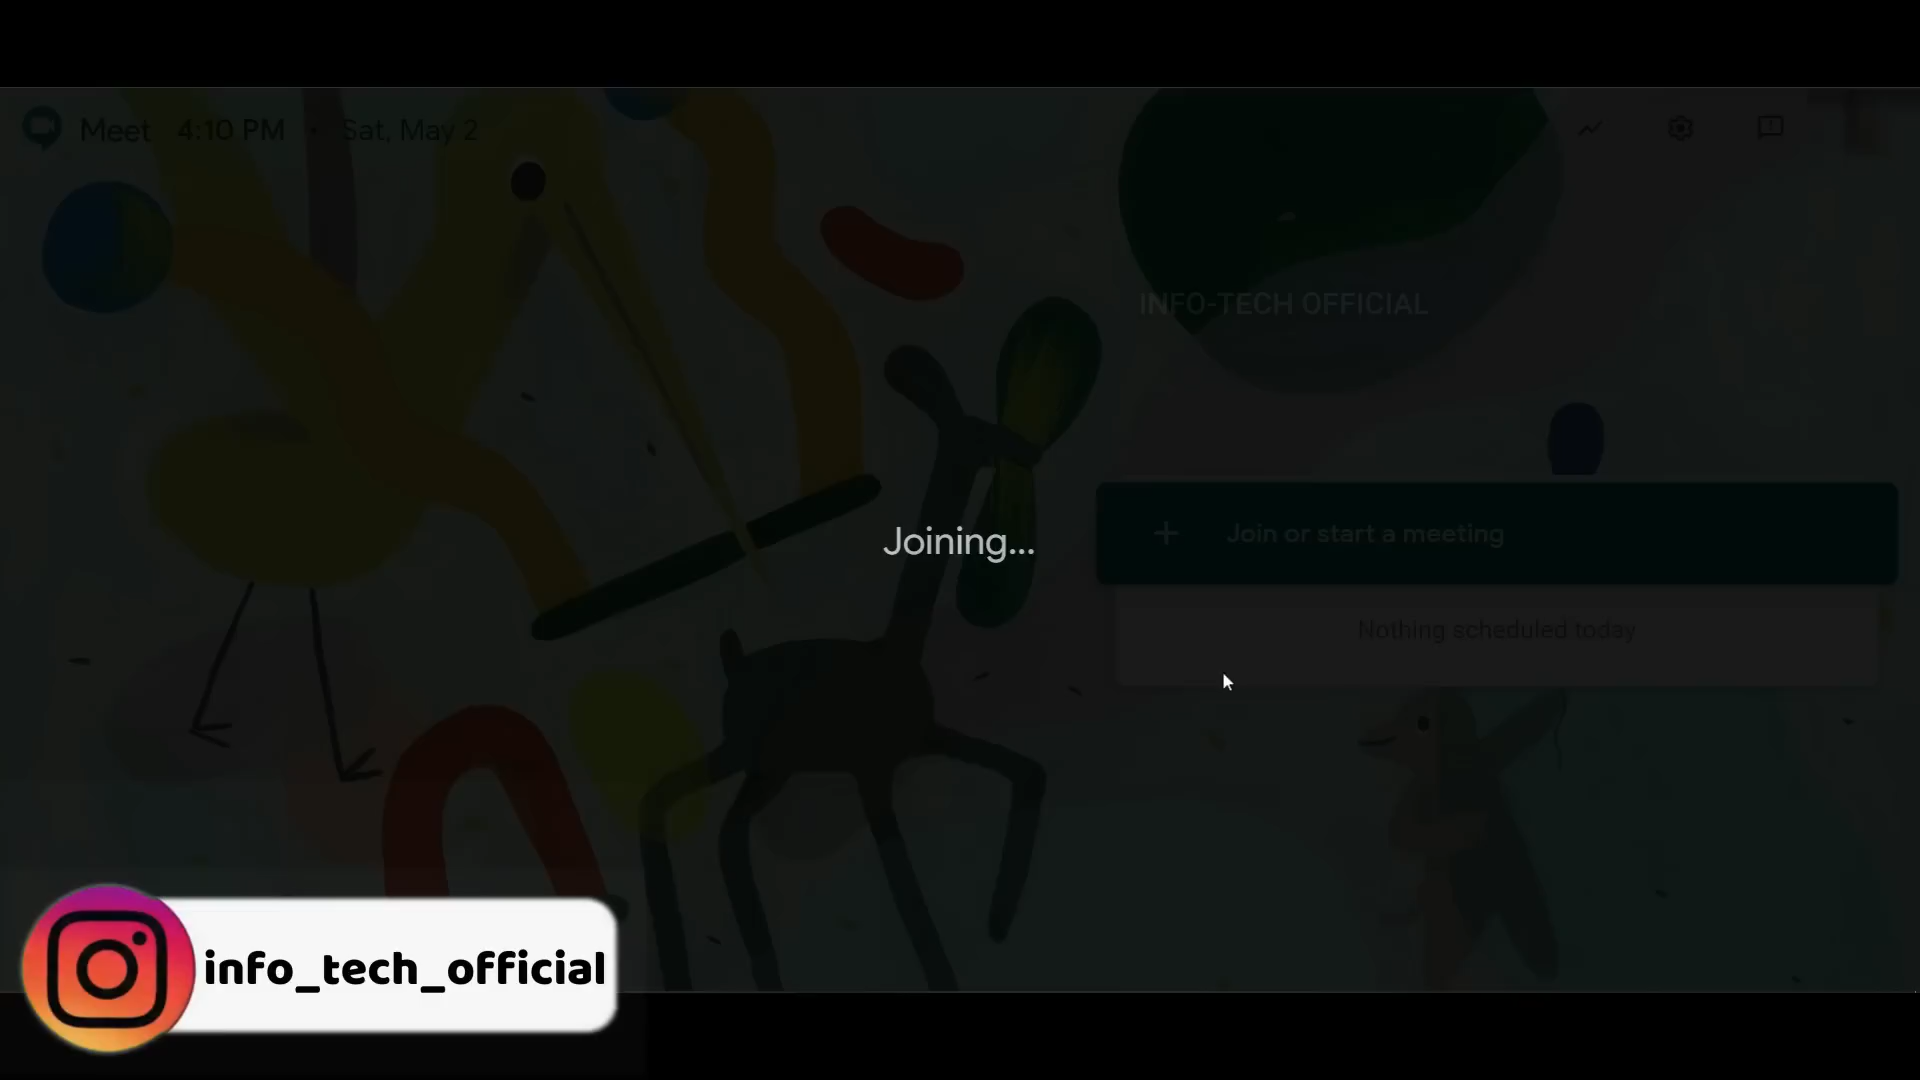 Meet 4:10 PM • Sat, May 2
INFO-TECH OFFICIAL
Join or start a meeting
Joining...
Nothing scheduled today
info_tech_official